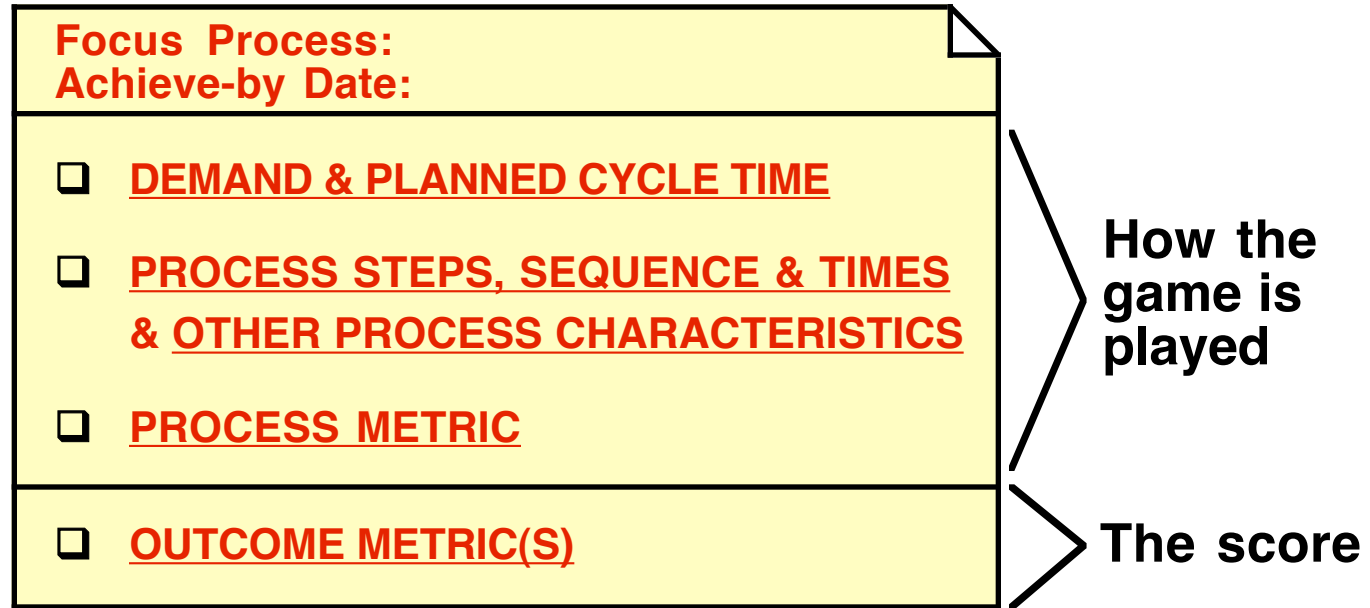 Focus Process:
Achieve-by Date:
❑ DEMAND & PLANNED CYCLE TIME
❑ PROCESS STEPS, SEQUENCE & TIMES
& OTHER PROCESS CHARACTERISTICS
❑ PROCESS METRIC
❑ OUTCOME METRIC(S)
How the
game is
played
The score